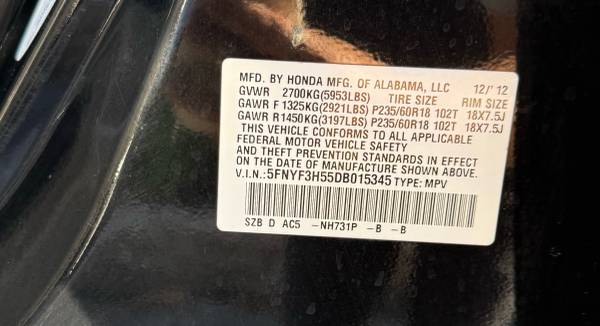 MFD. BY HONDA MFG. OF ALABAMA, LLC 12/'12
GVWR 2700KG(5953LBS) TIRE SIZE RIM SIZE
GAWR F 1325KG(2921LBS) P235/60R18 102T 18X7.5J
GAWR R 1450KG(3197LBS) P235/60R18 102T 18X7.5J
THIS VEHICLE CONFORMS TO ALL APPLICABLE
FEDERAL MOTOR VEHICLE SAFETY
AND THEFT PREVENTION STANDARDS IN EFFECT
ON THE DATE OF MANUFACTURE SHOWN ABOVE.
V.I.N.:5FNYF3H55DB015345 TYPE: MPV
SZB D AC5 -NH731P -B -B